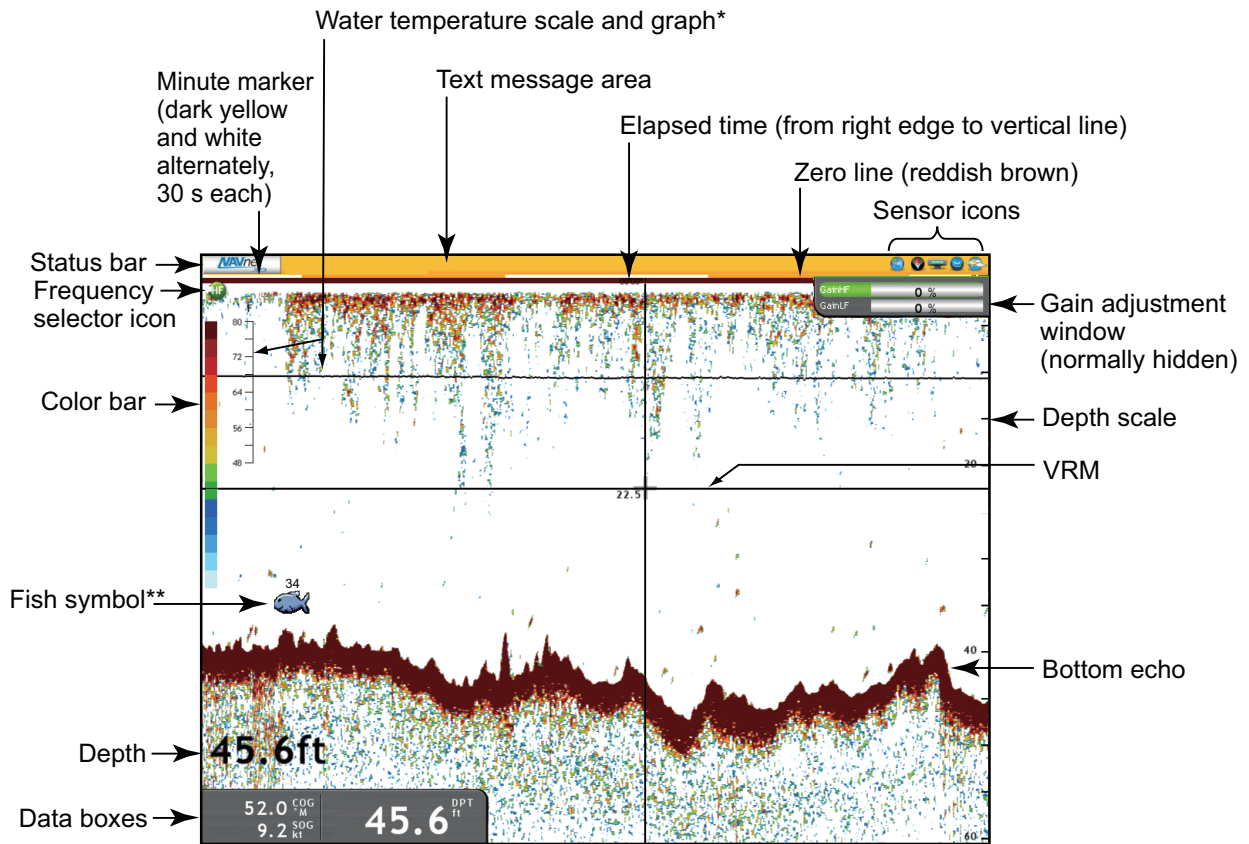 Water temperature scale and graph*
Minute marker
(dark yellow
and white
alternately,
30 s each)
Text message area
Elapsed time (from right edge to vertical line)
Zero line (reddish brown)
Sensor icons
Status bar
NAVne
Frequency
selector icon
HF
GainHF 0 %
GainLF 0 %
Gain adjustment
window
(normally hidden)
80
72
64
56
48
Color bar
Depth scale
20
VRM
22.5
Fish symbol**
34
40
Bottom echo
Depth
45.6ft
Data boxes
52.0 COG °M
9.2 SOG kt
45.6 DPT ft
60